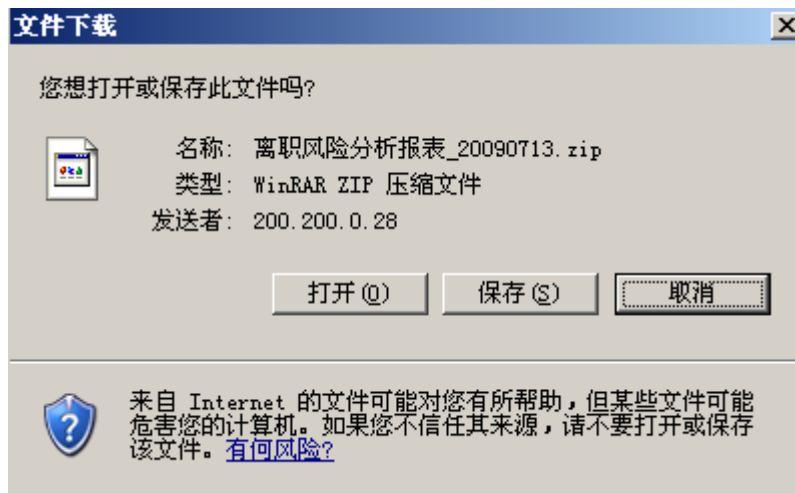 文件下载
您想打开或保存此文件吗?
名称: 离职风险分析报表_20090713.zip
类型: WinRAR ZIP 压缩文件
发送者: 200.200.0.28
打开(O) 保存(S) 取消
来自 Internet 的文件可能对您有所帮助，但某些文件可能
危害您的计算机。如果您不信任其来源，请不要打开或保存
该文件。有何风险?